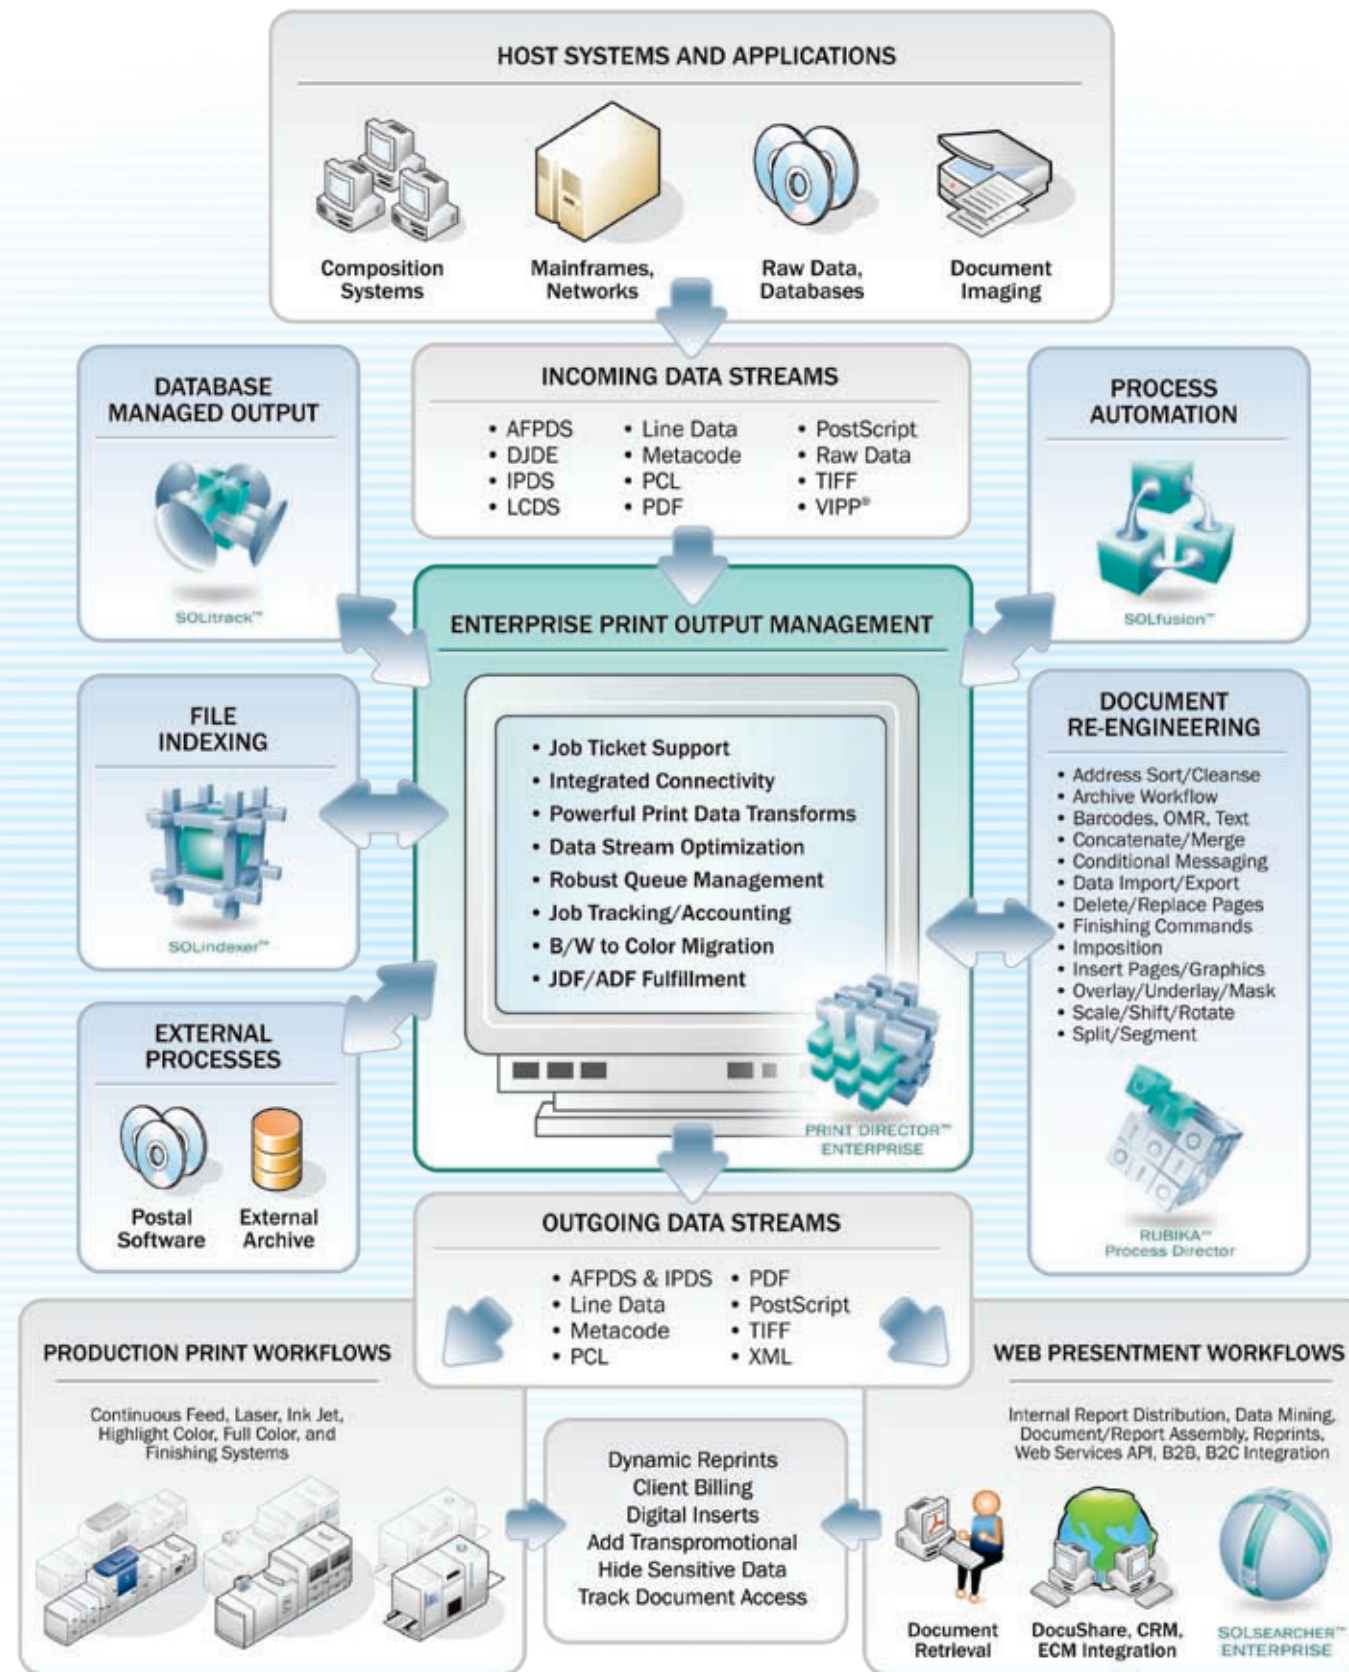 HOST SYSTEMS AND APPLICATIONS
Composition
Systems
Mainframes,
Networks
Raw Data,
Databases
Document
Imaging
DATABASE
MANAGED OUTPUT
SOLitrack™
INCOMING DATA STREAMS
• AFPDS
• DJDE
• IPDS
• LCDS
• Line Data
• Metacode
• PCL
• PDF
• PostScript
• Raw Data
• TIFF
• VIPP®
PROCESS
AUTOMATION
SOLfusion™
ENTERPRISE PRINT OUTPUT MANAGEMENT
• Job Ticket Support
• Integrated Connectivity
• Powerful Print Data Transforms
• Data Stream Optimization
• Robust Queue Management
• Job Tracking/Accounting
• B/W to Color Migration
• JDF/ADF Fulfillment
PRINT DIRECTOR™
ENTERPRISE
FILE
INDEXING
SOLindexer™
DOCUMENT
RE-ENGINEERING
• Address Sort/Cleanse
• Archive Workflow
• Barcodes, OMR, Text
• Concatenate/Merge
• Conditional Messaging
• Data Import/Export
• Delete/Replace Pages
• Finishing Commands
• Imposition
• Insert Pages/Graphics
• Overlay/Underlay/Mask
• Scale/Shift/Rotate
• Split/Segment
RUBIKA™
Process Director
EXTERNAL
PROCESSES
Postal
Software
External
Archive
OUTGOING DATA STREAMS
• AFPDS & IPDS
• Line Data
• Metacode
• PCL
• PDF
• PostScript
• TIFF
• XML
PRODUCTION PRINT WORKFLOWS
Continuous Feed, Laser, Ink Jet,
Highlight Color, Full Color, and
Finishing Systems
Dynamic Reprints
Client Billing
Digital Inserts
Add Transpromotional
Hide Sensitive Data
Track Document Access
WEB PRESENTMENT WORKFLOWS
Internal Report Distribution, Data Mining,
Document/Report Assembly, Reprints,
Web Services API, B2B, B2C Integration
Document
Retrieval
DocuShare, CRM,
ECM Integration
SOLSEARCHER™
ENTERPRISE